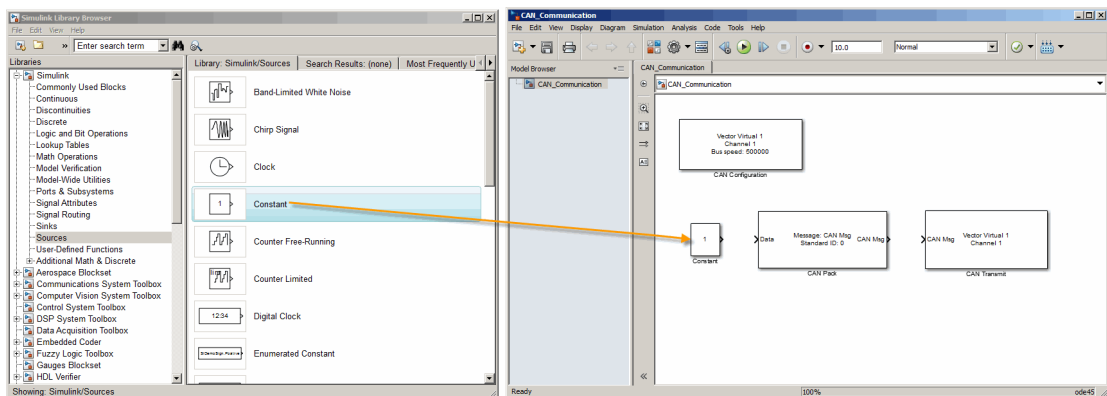 Simulink Library Browser
File Edit View Help
» Enter search term
Libraries
Simulink
Commonly Used Blocks
Continuous
Discontinuities
Discrete
Logic and Bit Operations
Lookup Tables
Math Operations
Model Verification
Model-Wide Utilities
Ports & Subsystems
Signal Attributes
Signal Routing
Sinks
Sources
User-Defined Functions
Additional Math & Discrete
Aerospace Blockset
Communications System Toolbox
Computer Vision System Toolbox
Control System Toolbox
DSP System Toolbox
Data Acquisition Toolbox
Embedded Coder
Fuzzy Logic Toolbox
Gauges Blockset
HDL Verifier
Showing: Simulink/Sources
Library: Simulink/Sources Search Results: (none) Most Frequently U
Band-Limited White Noise
Chirp Signal
Clock
1 Constant
Counter Free-Running
Counter Limited
12:34 Digital Clock
Enumerated Constant
CAN_Communication
File Edit View Display Diagram Simulation Analysis Code Tools Help
10.0 Normal
Model Browser
CAN_Communication
CAN_Communication
CAN_Communication
Vector Virtual 1
Channel 1
Bus speed: 500000
CAN Configuration
1
Constant
Data
Message: CAN Msg
Standard ID: 0
CAN Msg
CAN Pack
CAN Msg
Vector Virtual 1
Channel 1
CAN Transmit
Ready 100% ode45